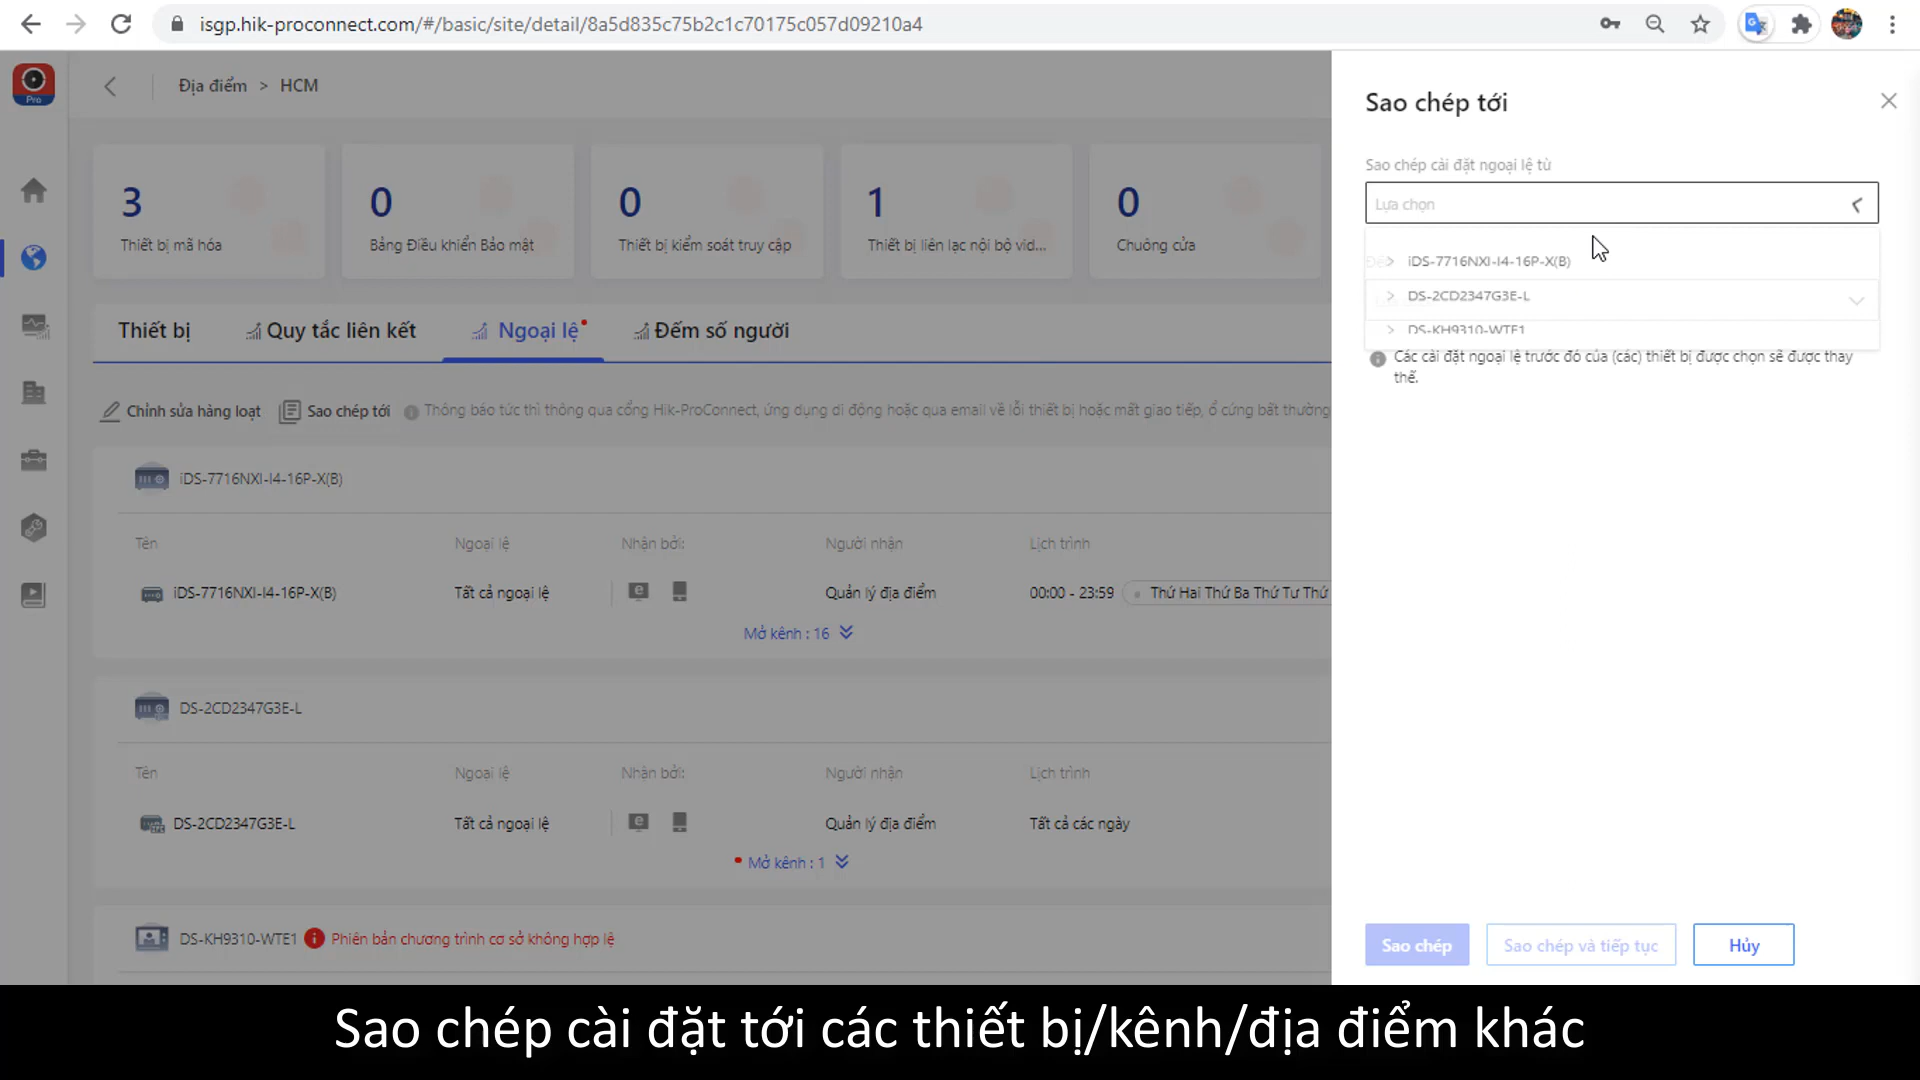 isgp.hik-proconnect.com/#/basic/site/detail/8a5d835c75b2c1c70175c057d09210a4
Pro
Địa điểm > HCM
3
Thiết bị mã hóa
0
Bảng Điều khiển Bảo mật
0
Thiết bị kiểm soát truy cập
1
Thiết bị liên lạc nội bộ vid...
0
Chuông cửa
Thiết bị
Quy tắc liên kết
Ngoại lệ
Đếm số người
Chỉnh sửa hàng loạt
Sao chép tới
Thông báo tức thì thông qua cổng Hik-ProConnect, ứng dụng di động hoặc qua email về lỗi thiết bị hoặc mất giao tiếp, ổ cứng bất thường
iDS-7716NXI-I4-16P-X(B)
Tên Ngoại lệ Nhận bởi: Người nhận Lịch trình
iDS-7716NXI-I4-16P-X(B) Tất cả ngoại lệ Quản lý địa điểm 00:00 - 23:59 Thứ Hai Thứ Ba Thứ Tư Thứ
Mở kênh : 16
DS-2CD2347G3E-L
Tên Ngoại lệ Nhận bởi: Người nhận Lịch trình
DS-2CD2347G3E-L Tất cả ngoại lệ Quản lý địa điểm Tất cả các ngày
Mở kênh : 1
DS-KH9310-WTE1 Phiên bản chương trình cơ sở không hợp lệ
Sao chép tới
Sao chép cài đặt ngoại lệ từ
Lựa chọn
iDS-7716NXI-I4-16P-X(B)
DS-2CD2347G3E-L
DS-KH9310-WTE1
Các cài đặt ngoại lệ trước đó của (các) thiết bị được chọn sẽ được thay
thế.
Sao chép
Sao chép và tiếp tục
Hủy
Sao chép cài đặt tới các thiết bị/kênh/địa điểm khác